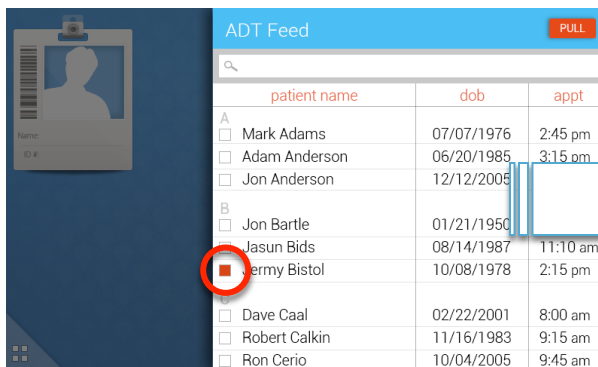 ADT Feed
PULL
patient name dob appt
A
Mark Adams 07/07/1976 2:45 pm
Adam Anderson 06/20/1985 3:15 pm
Jon Anderson 12/12/2005
B
Jon Bartle 01/21/1950
Jasun Bids 08/14/1987 11:10 am
Jermy Bistol 10/08/1978 2:15 pm
C
Dave Caal 02/22/2001 8:00 am
Robert Calkin 11/16/1983 9:15 am
Ron Cerio 10/04/2005 9:45 am
Name:
ID #: